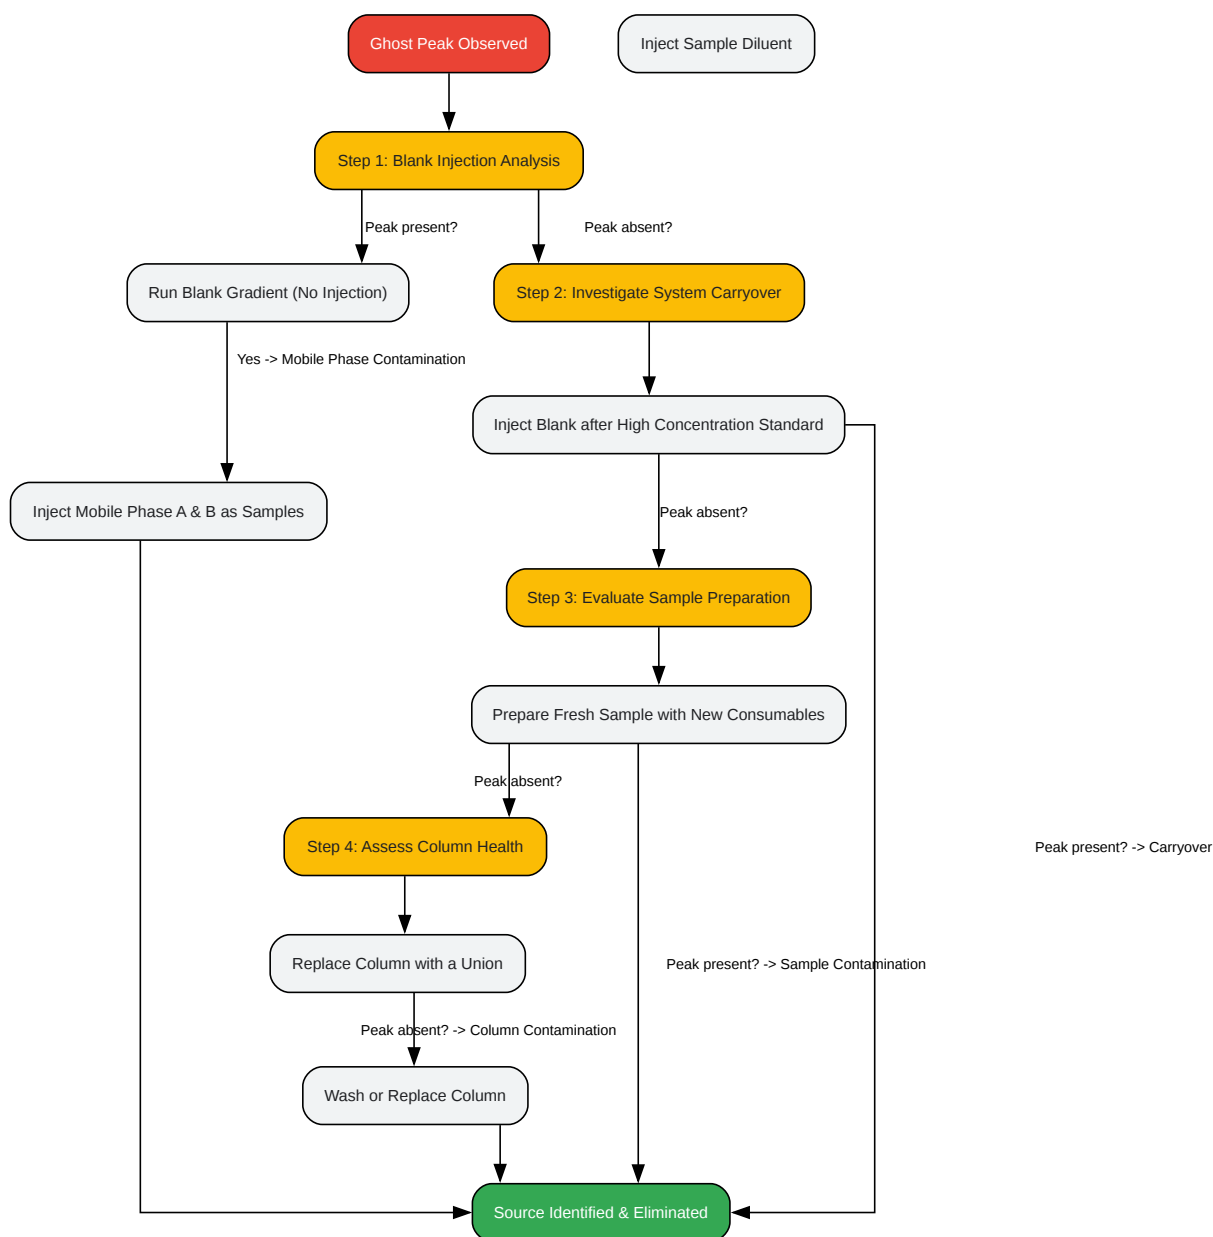 Ghost Peak Observed
Inject Sample Diluent
Step 1: Blank Injection Analysis
Peak present?
Peak absent?
Run Blank Gradient (No Injection)
Step 2: Investigate System Carryover
Yes -> Mobile Phase Contamination
Inject Blank after High Concentration Standard
Inject Mobile Phase A & B as Samples
Peak absent?
Step 3: Evaluate Sample Preparation
Prepare Fresh Sample with New Consumables
Peak absent?
Step 4: Assess Column Health
Peak present? -> Carryover
Replace Column with a Union
Peak present? -> Sample Contamination
Peak absent? -> Column Contamination
Wash or Replace Column
Source Identified & Eliminated